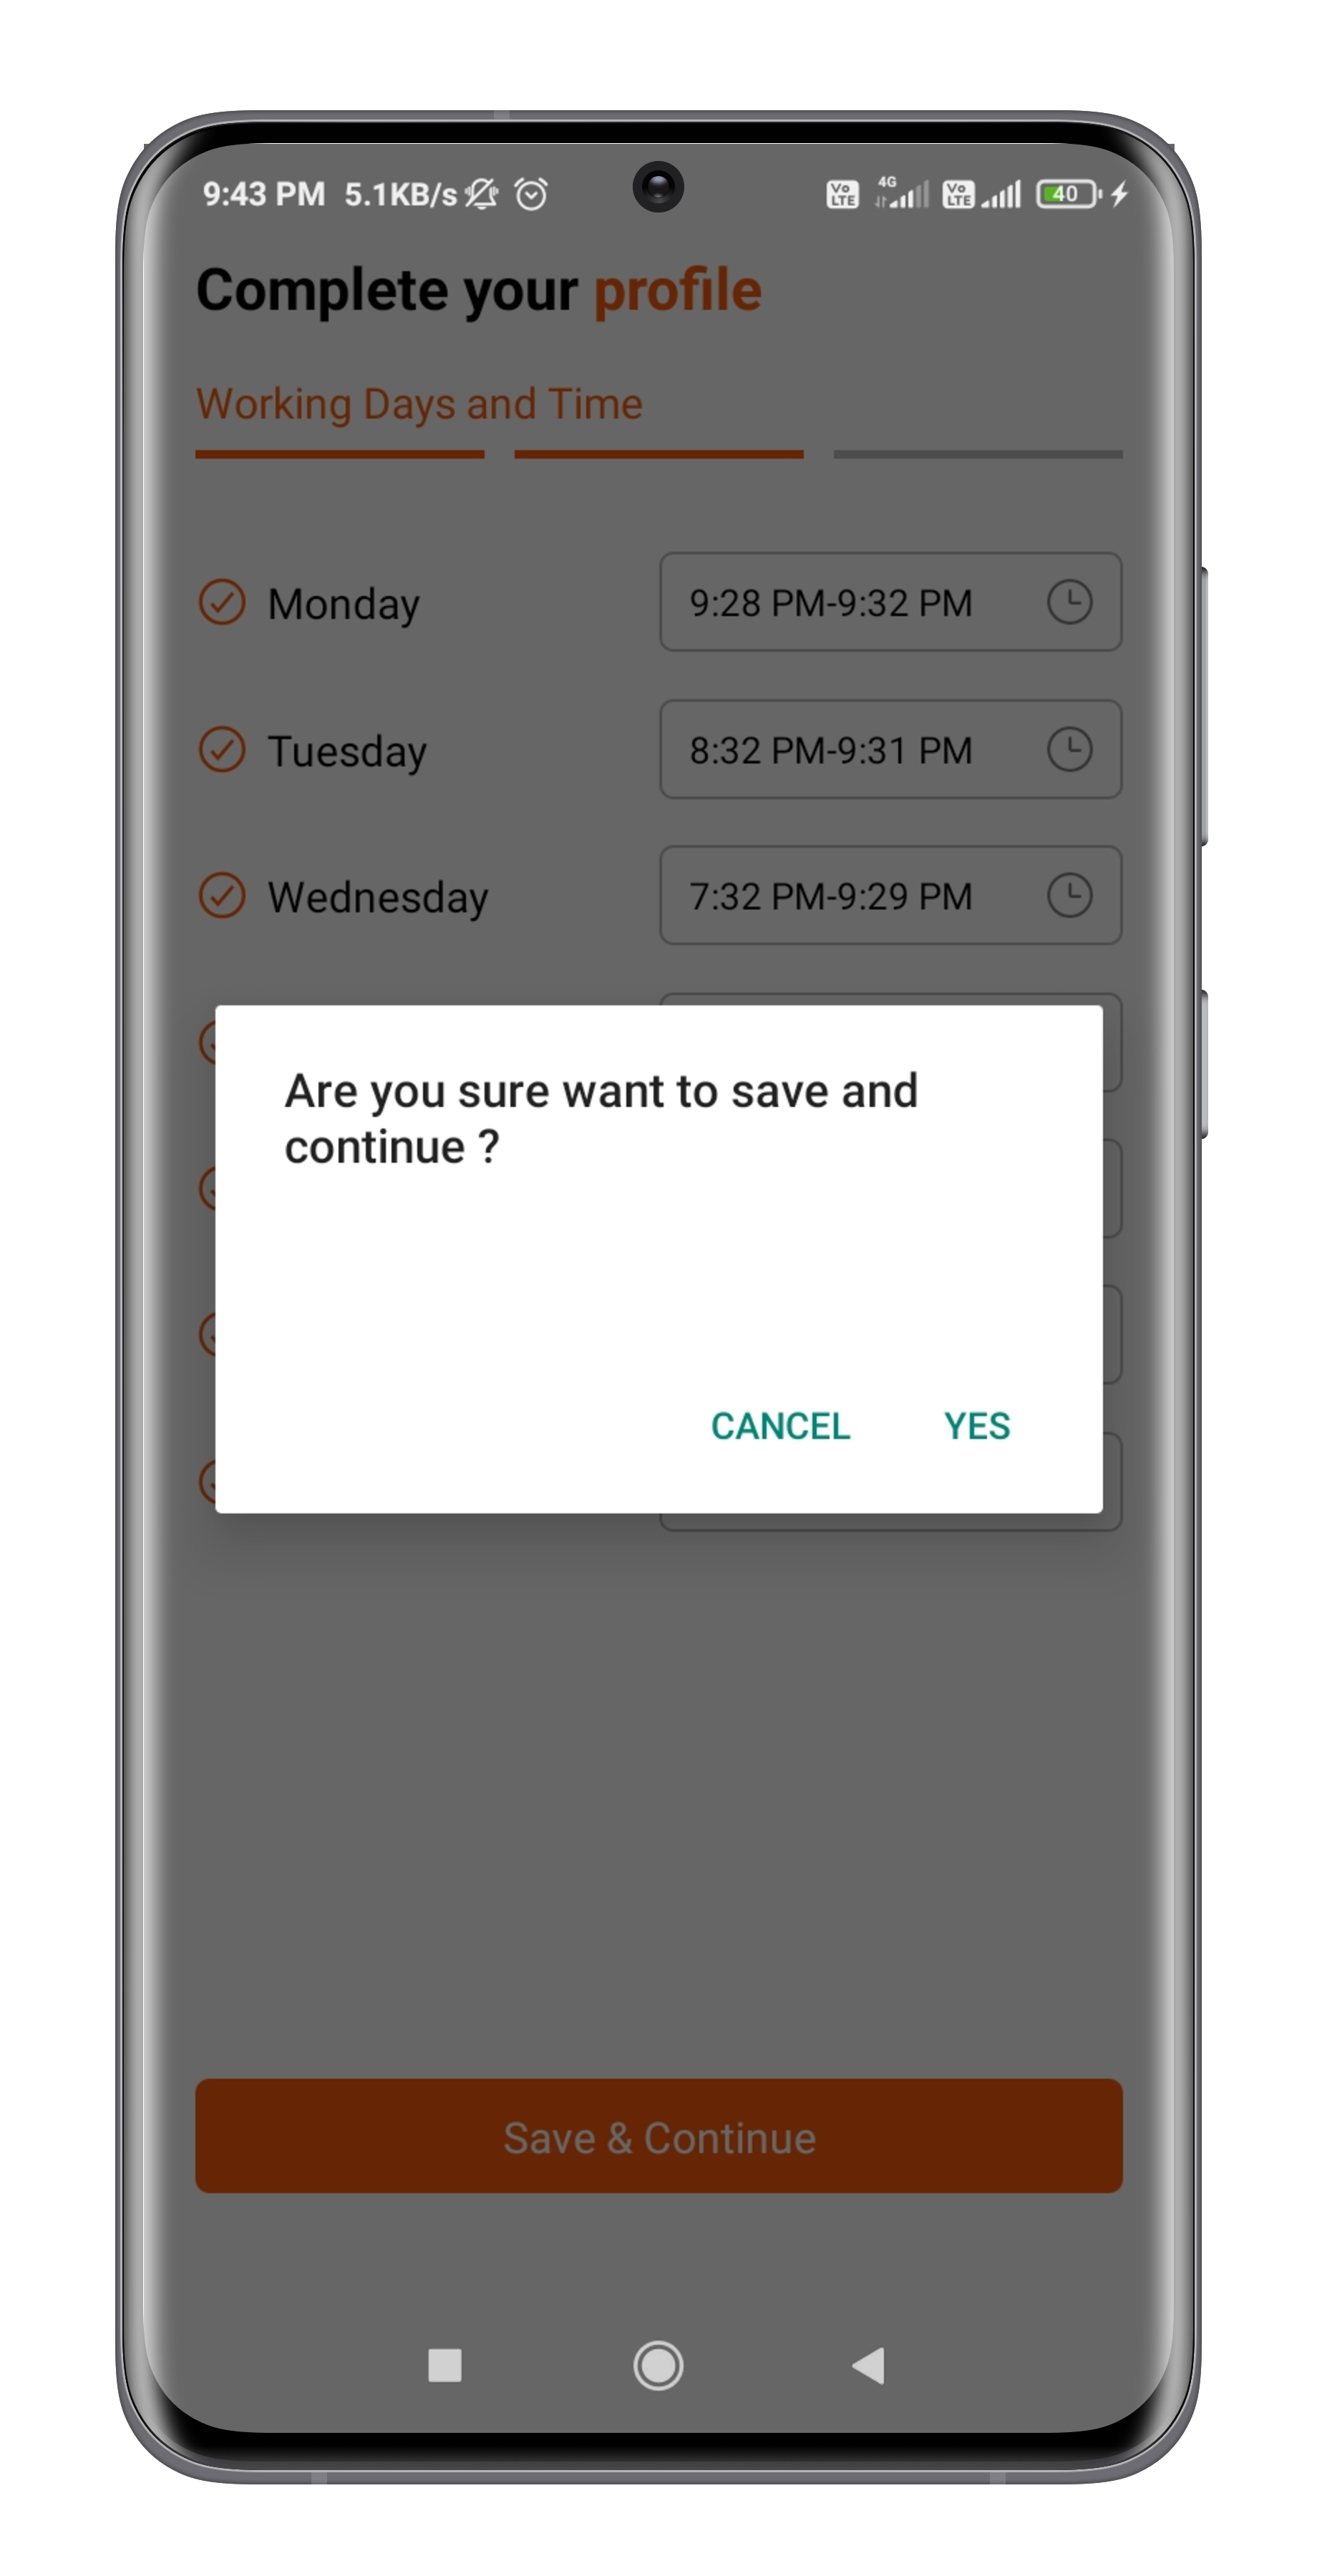 9:43 PM 5.1KB/s Vo LTE 4G Vo LTE 40
Complete your profile
Working Days and Time
Monday 9:28 PM-9:32 PM
Tuesday 8:32 PM-9:31 PM
Wednesday 7:32 PM-9:29 PM
Are you sure want to save and
continue ?
CANCEL YES
Save & Continue